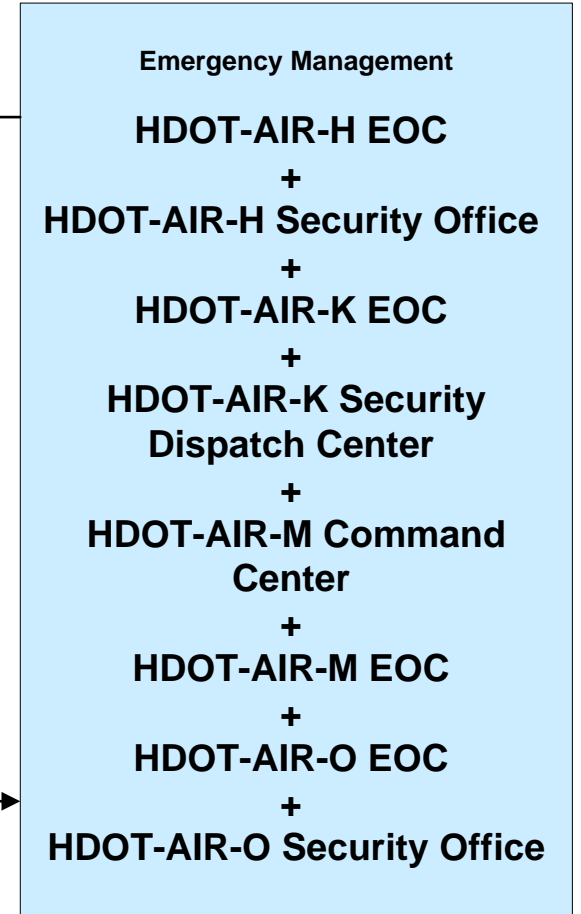 Emergency Management
HDOT-AIR-H EOC
+
HDOT-AIR-H Security Office
+
HDOT-AIR-K EOC
+
HDOT-AIR-K Security
Dispatch Center
+
HDOT-AIR-M Command
Center
+
HDOT-AIR-M EOC
+
HDOT-AIR-O EOC
+
HDOT-AIR-O Security Office